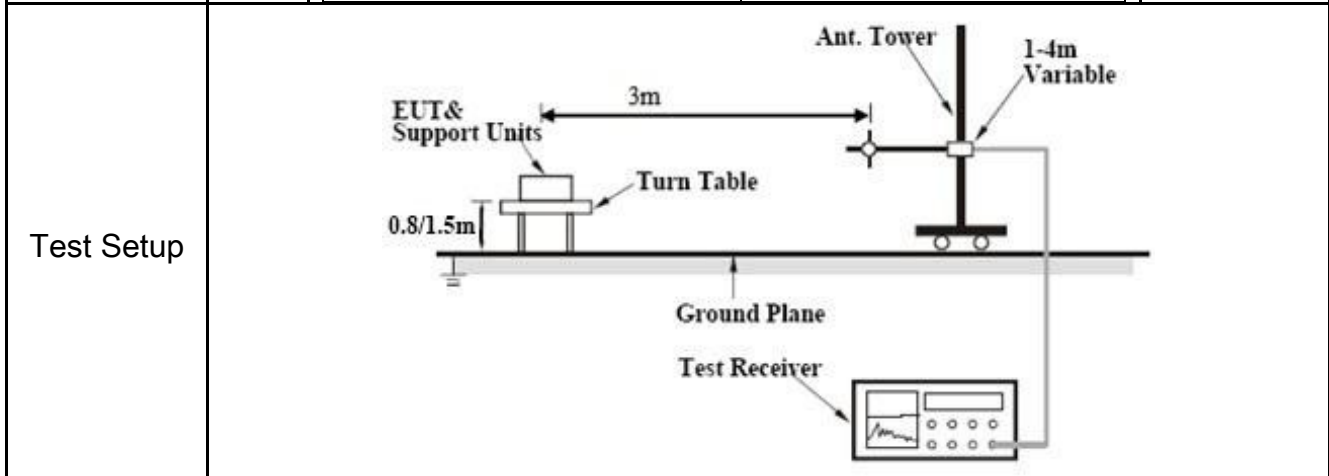 Test Setup
Ant. Tower
1-4m
Variable
3m
EUT&
Support Units
Turn Table
0.8/1.5m
Ground Plane
Test Receiver